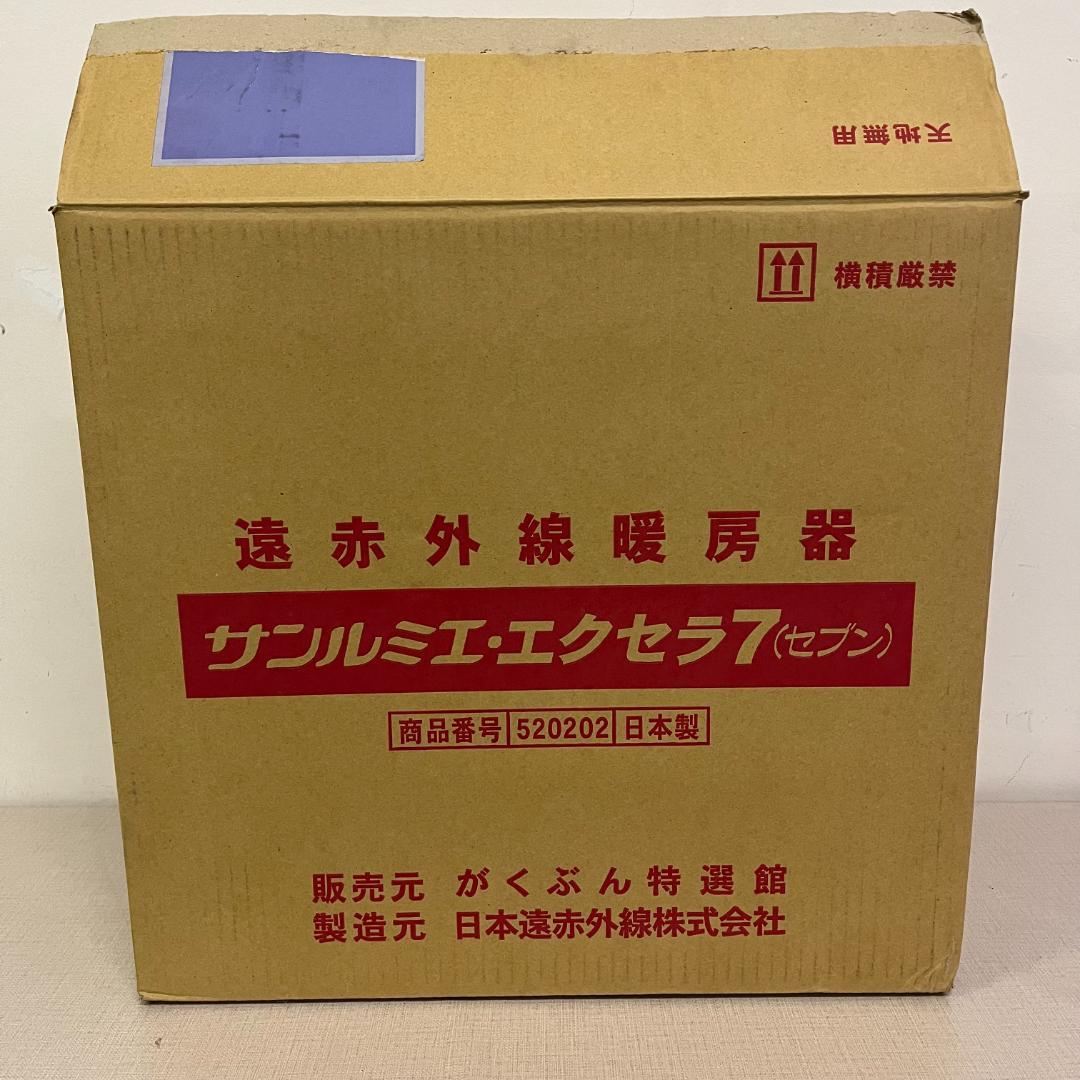 天地無用
横積厳禁
遠赤外線暖房器
サンルミエ・エクセラ7(セブン)
商品番号 520202 日本製
販売元 がくぶん特選館
製造元 日本遠赤外線株式会社